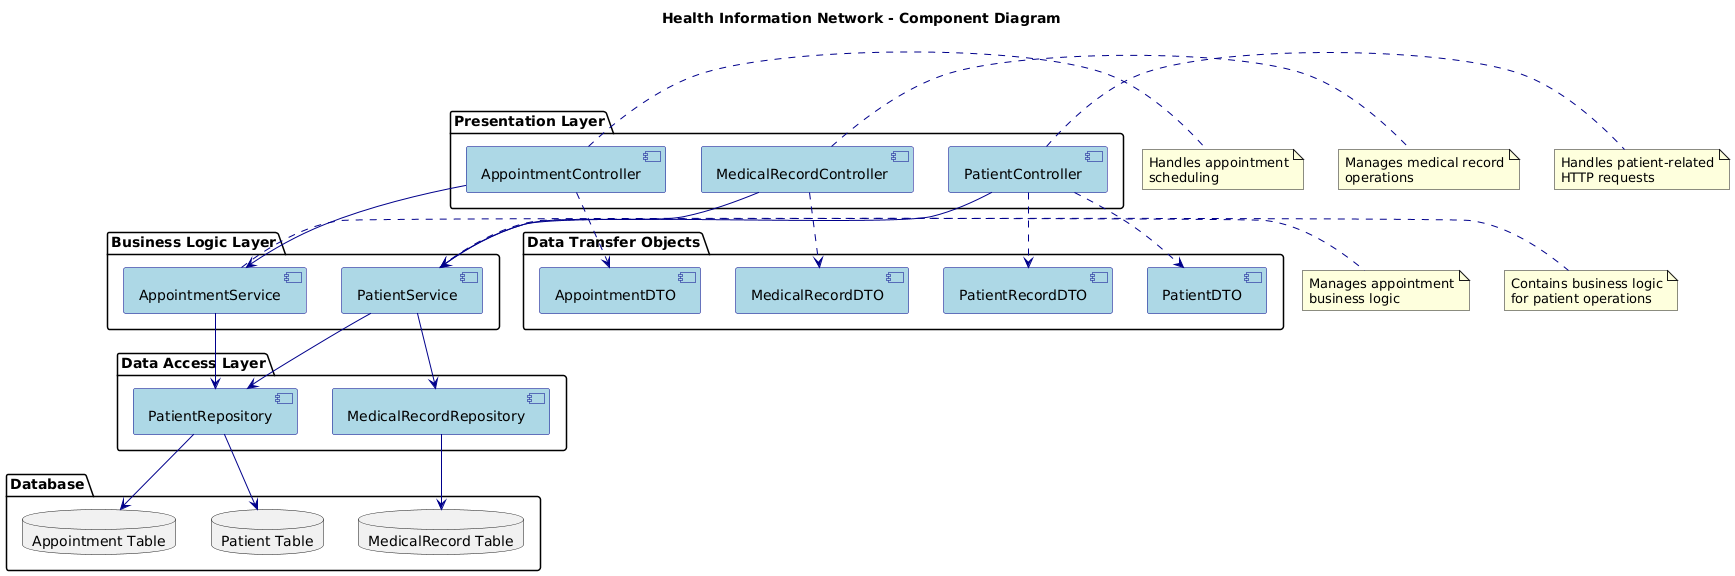 Health Information Network - Component Diagram
Presentation Layer
AppointmentController
MedicalRecordController
PatientController
Handles appointment
scheduling
Manages medical record
operations
Handles patient-related
HTTP requests
Business Logic Layer
AppointmentService
PatientService
Data Transfer Objects
AppointmentDTO
MedicalRecordDTO
PatientRecordDTO
PatientDTO
Manages appointment
business logic
Contains business logic
for patient operations
Data Access Layer
PatientRepository
MedicalRecordRepository
Database
Appointment Table
Patient Table
MedicalRecord Table